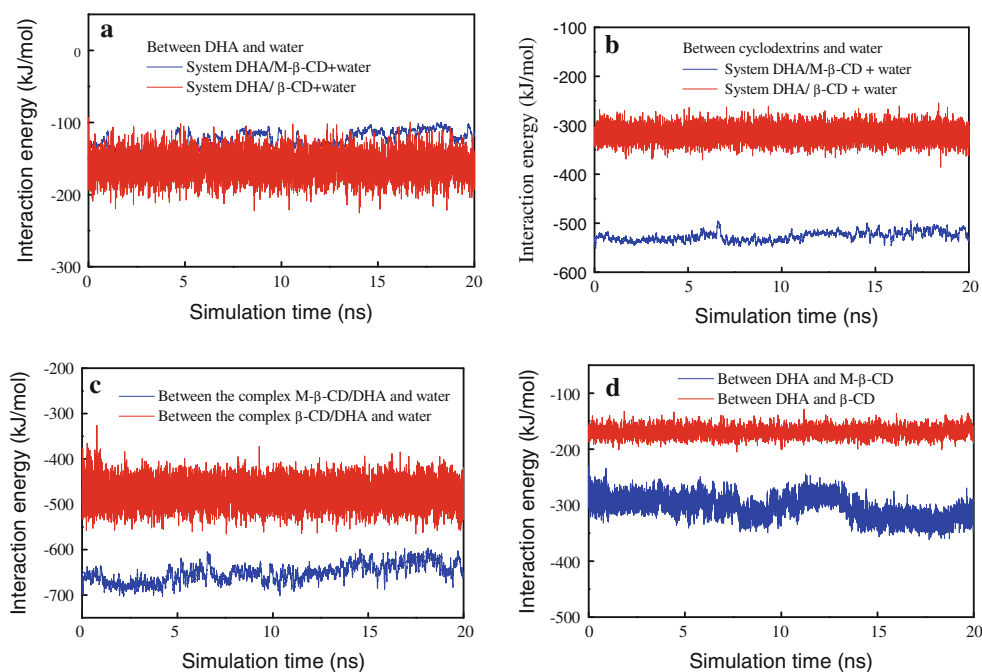 a
Between DHA and water
System DHA/M-β-CD+water
System DHA/ β-CD+water
Interaction energy (kJ/mol)
0
-100
-200
-300
0 5 10 15 20
Simulation time (ns)
b
Between cyclodextrins and water
System DHA/M-β-CD + water
System DHA/ β-CD + water
Interaction energy (kJ/mol)
-100
-200
-300
-400
-500
-600
0 5 10 15 20
Simulation time (ns)
c
Between the complex M-β-CD/DHA and water
Between the complex β-CD/DHA and water
Interaction energy (kJ/mol)
-200
-300
-400
-500
-600
-700
0 5 10 15 20
Simulation time (ns)
d
Between DHA and M-β-CD
Between DHA and β-CD
Interaction energy (kJ/mol)
-100
-200
-300
-400
-500
0 5 10 15 20
Simulation time (ns)